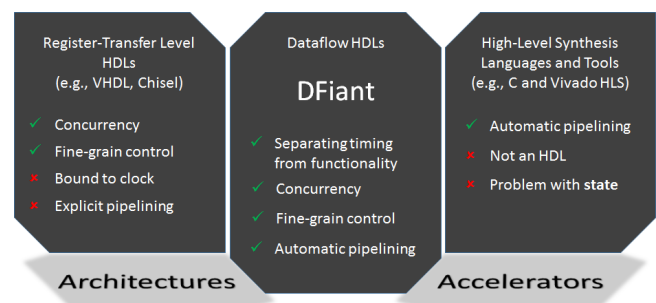 Register-Transfer Level
HDLs
(e.g., VHDL, Chisel)
✓ Concurrency
✓ Fine-grain control
✗ Bound to clock
✗ Explicit pipelining
Dataflow HDLs
DFiant
✓ Separating timing
from functionality
✓ Concurrency
✓ Fine-grain control
✓ Automatic pipelining
High-Level Synthesis
Languages and Tools
(e.g., C and Vivado HLS)
✓ Automatic pipelining
✗ Not an HDL
✗ Problem with state
Architectures
Accelerators